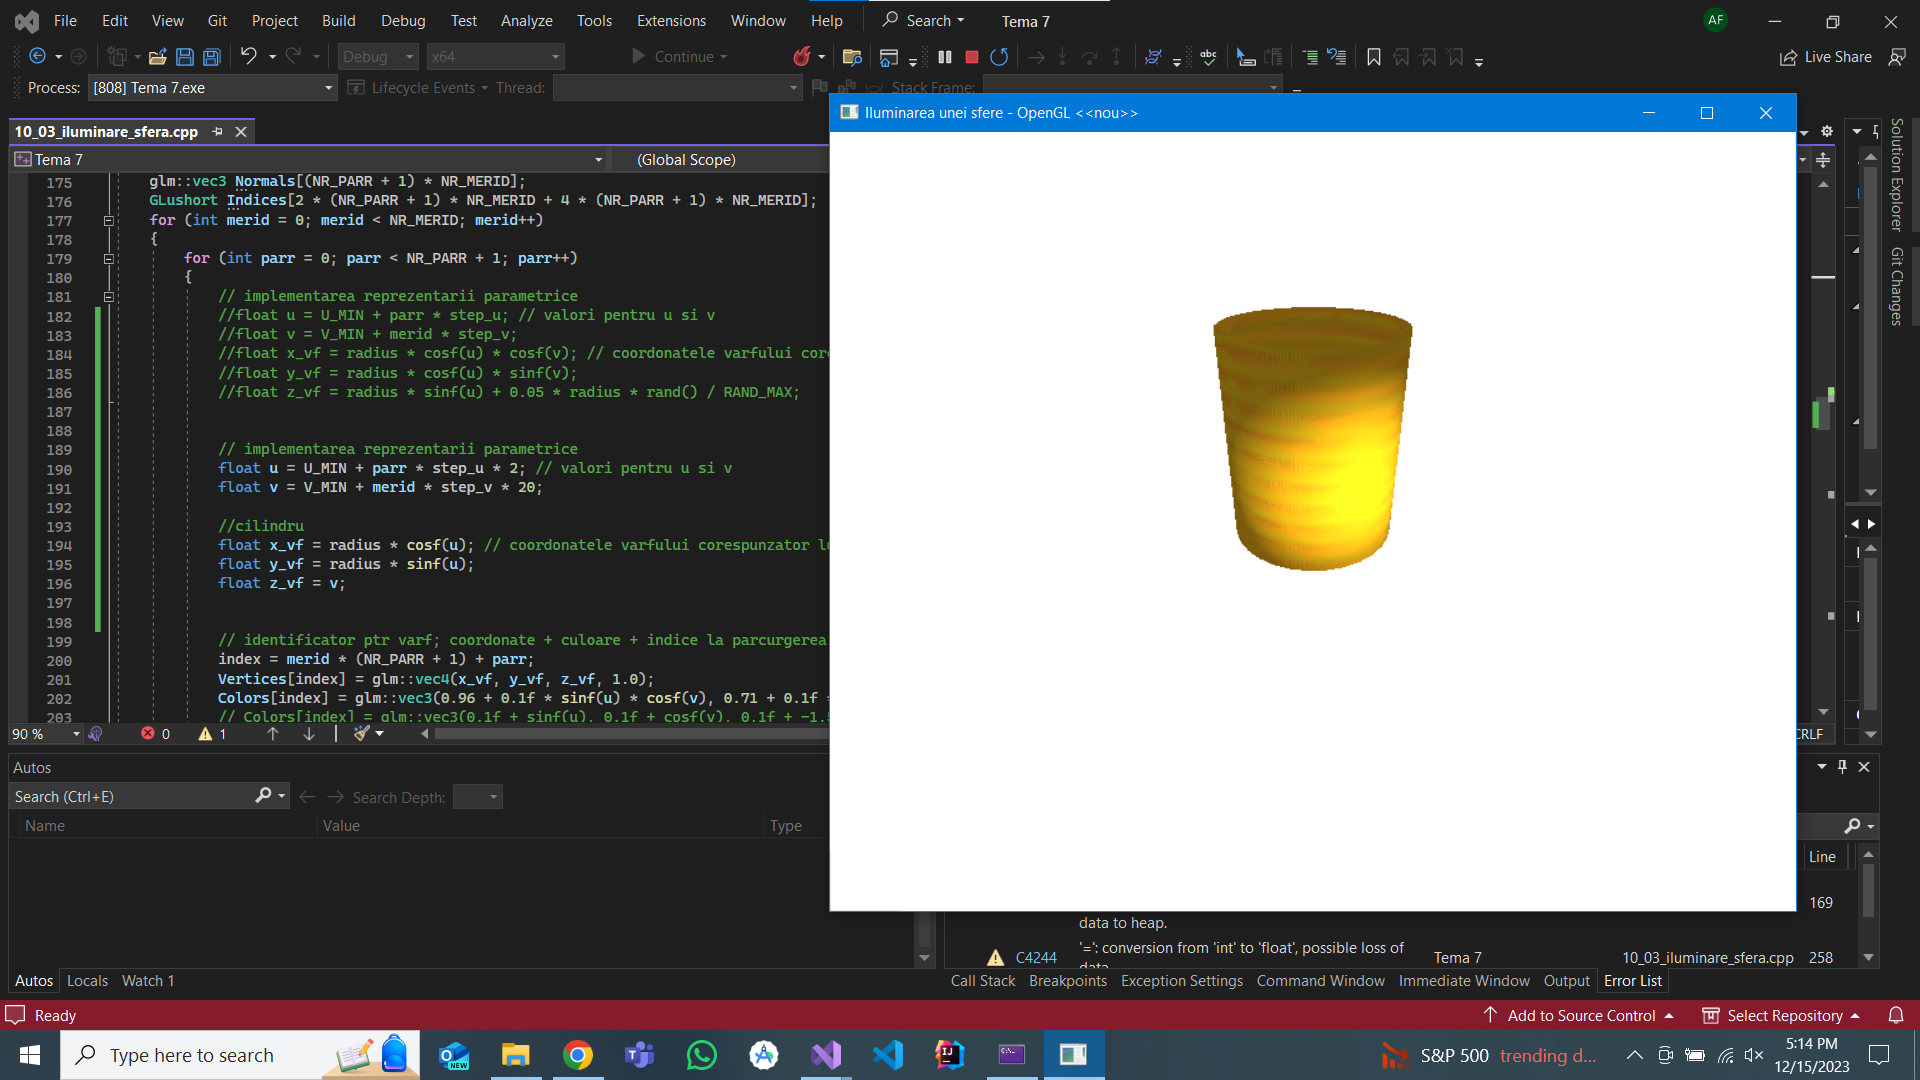 File Edit View Git Project Build Debug Test Analyze Tools Extensions Window Help Search Tema 7 AF
Debug x64 Continue Live Share
Process: [808] Tema 7.exe Lifecycle Events Thread: Stack Frame:
Iluminarea unei sfere - OpenGL <<nou>>
10_03_iluminare_sfera.cpp
Tema 7 (Global Scope)
175 glm::vec3 Normals[(NR_PARR + 1) * NR_MERID];
176 GLushort Indices[2 * (NR_PARR + 1) * NR_MERID + 4 * (NR_PARR + 1) * NR_MERID];
177 for (int merid = 0; merid < NR_MERID; merid++)
178 {
179 for (int parr = 0; parr < NR_PARR + 1; parr++)
180 {
181 // implementarea reprezentarii parametrice
182 //float u = U_MIN + parr * step_u; // valori pentru u si v
183 //float v = V_MIN + merid * step_v;
184 //float x_vf = radius * cosf(u) * cosf(v); // coordonatele varfului
185 //float y_vf = radius * cosf(u) * sinf(v);
186 //float z_vf = radius * sinf(u) + 0.05 * radius * rand() / RAND_MAX;
187
188
189 // implementarea reprezentarii parametrice
190 float u = U_MIN + parr * step_u * 2; // valori pentru u si v
191 float v = V_MIN + merid * step_v * 20;
192
193 //cilindru
194 float x_vf = radius * cosf(u); // coordonatele varfului corespunzator
195 float y_vf = radius * sinf(u);
196 float z_vf = v;
197
198
199 // identificator ptr varf; coordonate + culoare + indice la parcurgerea
200 index = merid * (NR_PARR + 1) + parr;
201 Vertices[index] = glm::vec4(x_vf, y_vf, z_vf, 1.0);
202 Colors[index] = glm::vec3(0.96 + 0.1f * sinf(u) * cosf(v), 0.71 + 0.1f
203 // Colors[index] = glm::vec3(0.1f + sinf(u), 0.1f + cosf(v), 0.1f +
90 % 0 1 CRLF
Solution Explorer
Git Changes
Autos
Search (Ctrl+E) Search Depth:
Name Value Type
Line
169
data to heap.
C4244 '=': conversion from 'int' to 'float', possible loss of Tema 7 10_03_iluminare_sfera.cpp 258
data
Autos Locals Watch 1
Call Stack Breakpoints Exception Settings Command Window Immediate Window Output Error List
Ready Add to Source Control Select Repository
Type here to search S&P 500 trending d... 5:14 PM
12/15/2023